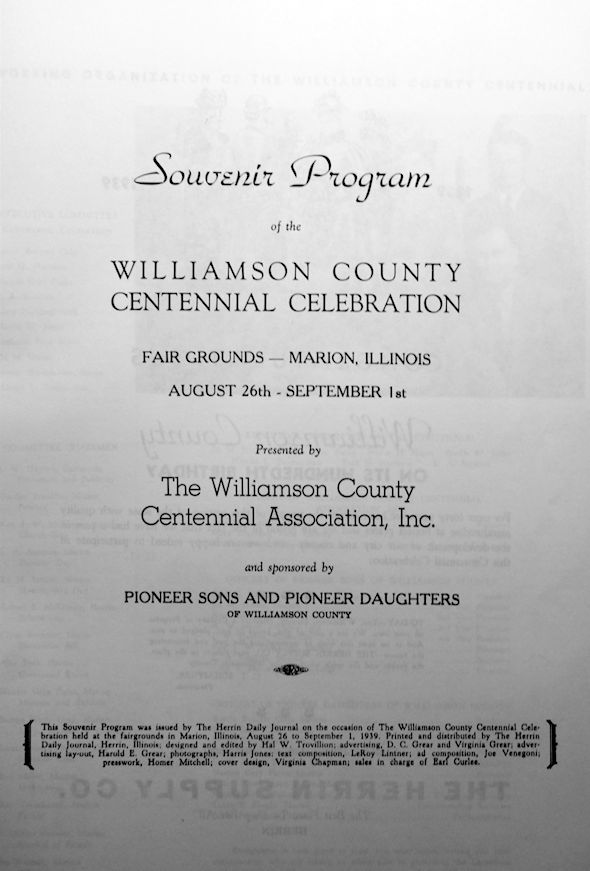 Souvenir Program
of the
WILLIAMSON COUNTY
CENTENNIAL CELEBRATION
FAIR GROUNDS — MARION, ILLINOIS
AUGUST 26th - SEPTEMBER 1st
Presented by
The Williamson County
Centennial Association, Inc.
and sponsored by
PIONEER SONS AND PIONEER DAUGHTERS
OF WILLIAMSON COUNTY
This Souvenir Program was issued by The Herrin Daily Journal on the occasion of The Williamson County Centennial Cele-
bration held at the fairgrounds in Marion, Illinois, August 26 to September 1, 1939. Printed and distributed by The Herrin
Daily Journal, Herrin, Illinois; designed and edited by Hal W. Trovillion; advertising, D. C. Grear and Virginia Grear; adver-
tising lay-out, Harold E. Grear; photographs, Harris Jones; text composition, LeRoy Lintner; ad composition, Joe Venegoni;
presswork, Homer Mitchell; cover design, Virginia Chapman; sales in charge of Earl Curlee.